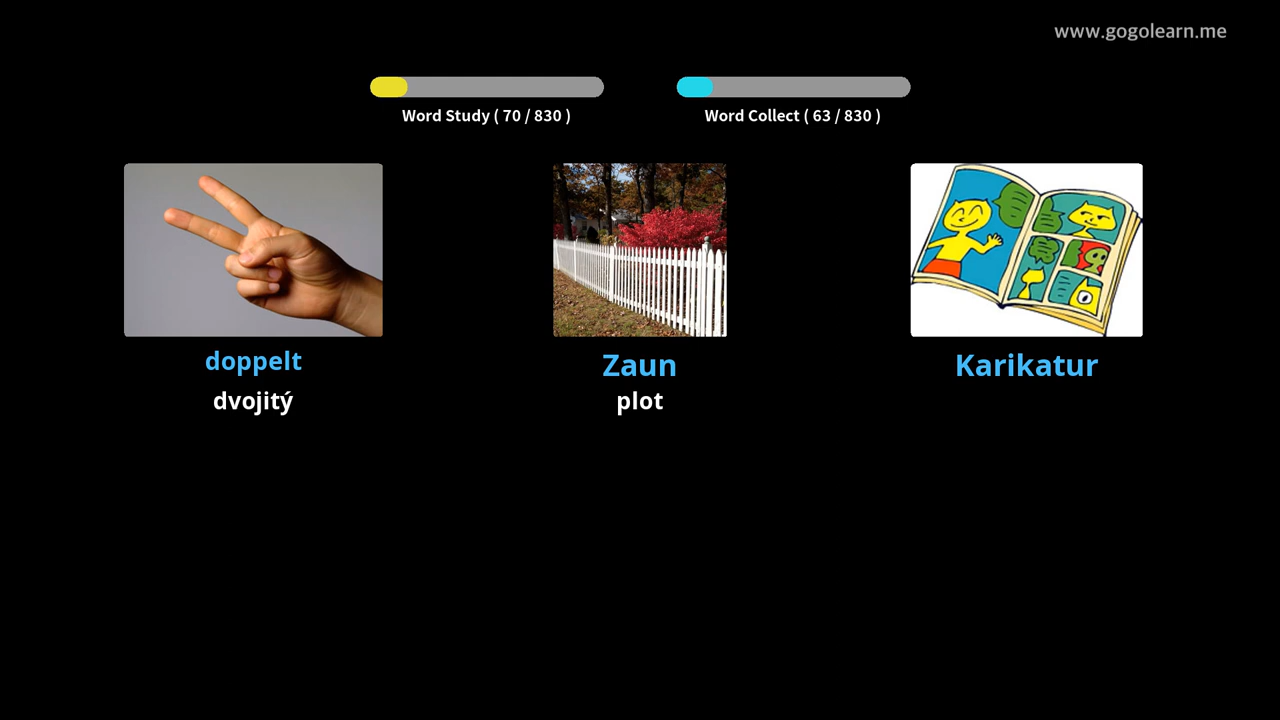 www.gogolearn.me
Word Study ( 70 / 830 )
Word Collect ( 63 / 830 )
doppelt
Zaun
Karikatur
dvojitý
plot